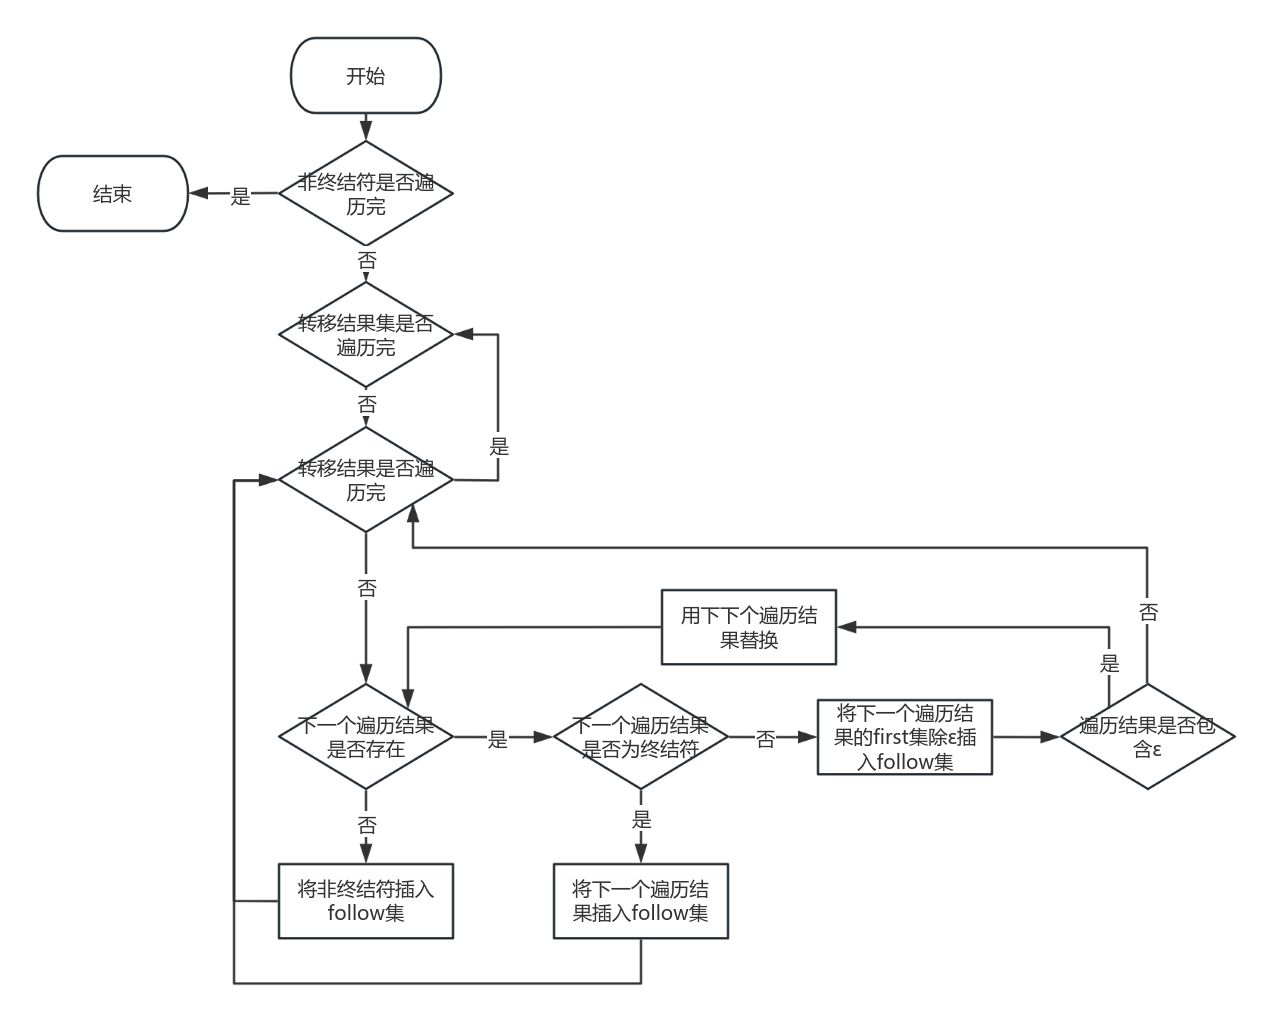 开始
非终结符是否遍
历完
是
结束
否
转移结果集是否
遍历完
否
是
转移结果是否遍
历完
否
用下下个遍历结
果替换
否
是
下一个遍历结果
是否存在
是
下一个遍历结果
是否为终结符
否
将下一个遍历结
果的first集除ε插
入follow集
遍历结果是否包
含ε
否
是
将非终结符插入
follow集
将下一个遍历结
果插入follow集